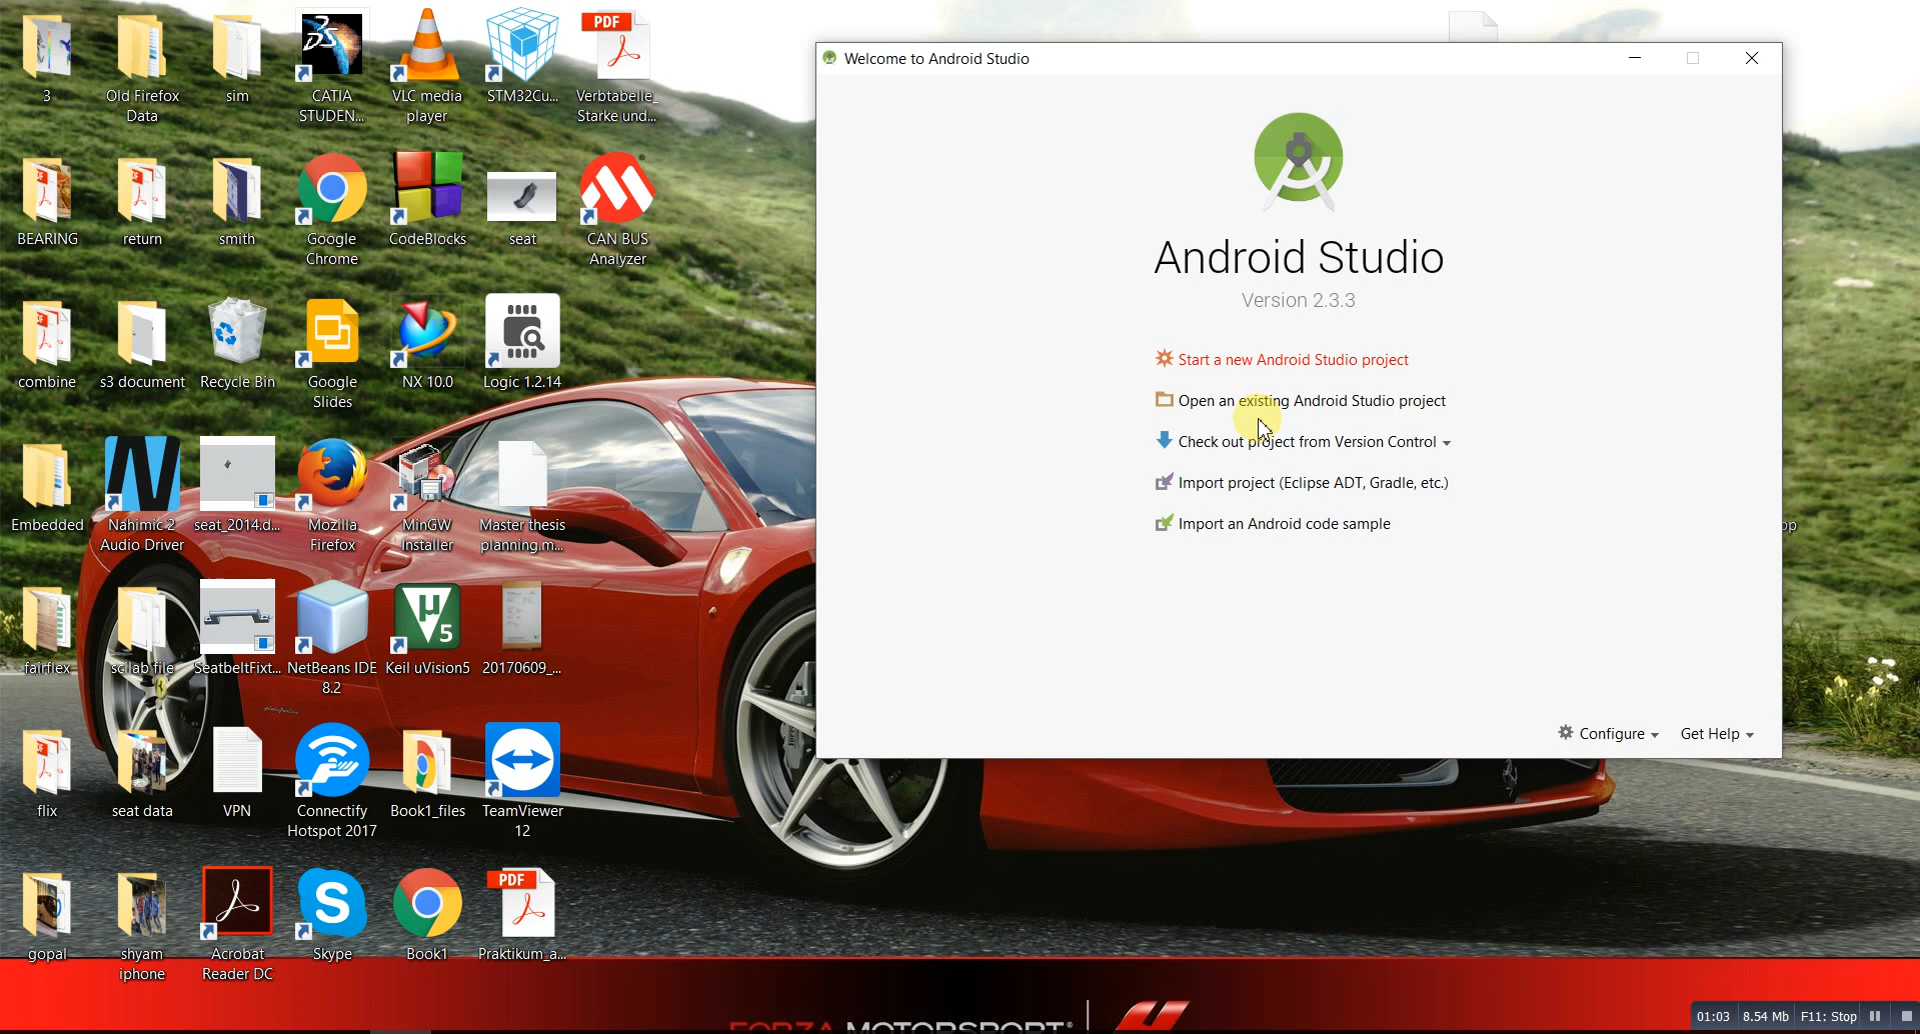 3
Old Firefox
Data
sim
CATIA
STUDEN...
VLC media
player
STM32Cu...
PDF
Verbtabelle_
Starke und...
BEARING
return
smith
Google
Chrome
CodeBlocks
seat
CAN BUS
Analyzer
combine
s3 document
Recycle Bin
Google
Slides
NX 10.0
Logic 1.2.14
Embedded
Nahimic 2
Audio Driver
seat_2014.d...
Mozilla
Firefox
MinGW
Installer
Master thesis
planning.m...
fairflex
scilab file
SeatbeltFixt...
NetBeans IDE
8.2
Keil uVision5
20170609_...
flix
seat data
VPN
Connectify
Hotspot 2017
Book1_files
TeamViewer
12
gopal
shyam
iphone
Acrobat
Reader DC
Skype
Book1
PDF
Praktikum_a...
Welcome to Android Studio
Android Studio
Version 2.3.3
Start a new Android Studio project
Open an existing Android Studio project
Check out project from Version Control
Import project (Eclipse ADT, Gradle, etc.)
Import an Android code sample
Configure
Get Help
op
FORZA MOTORSPORT
01:03 8.54 Mb F11: Stop